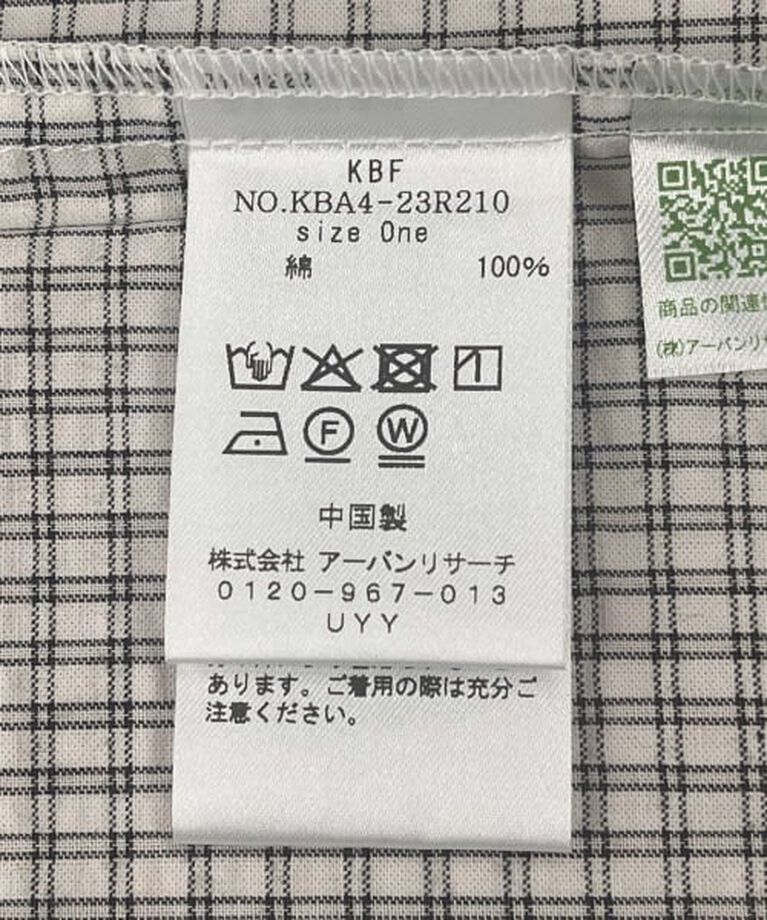 KBF
NO.KBA4-23R210
size One
綿 100%
F W
中国製
株式会社 アーバンリサーチ
0120-967-013
UYY
あります。ご着用の際は充分ご
注意ください。
商品の関連
(株)アーバンリサ